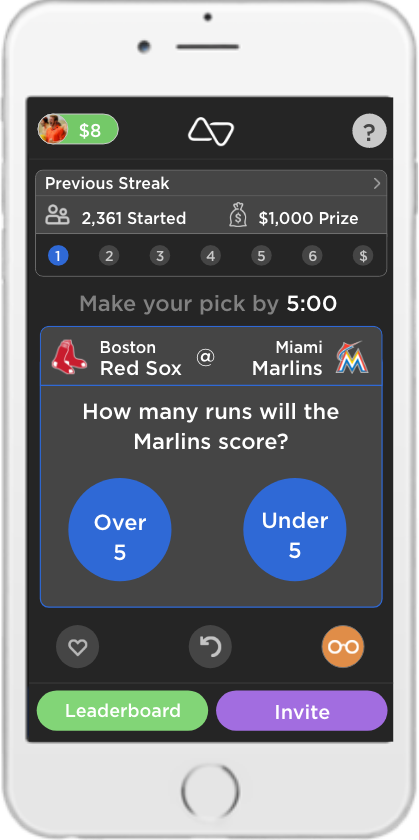 $8
?
Previous Streak
2,361 Started $1,000 Prize
1 2 3 4 5 6 $
Make your pick by 5:00
Boston
Red Sox
@
Miami
Marlins
How many runs will the
Marlins score?
Over
5
Under
5
Leaderboard
Invite